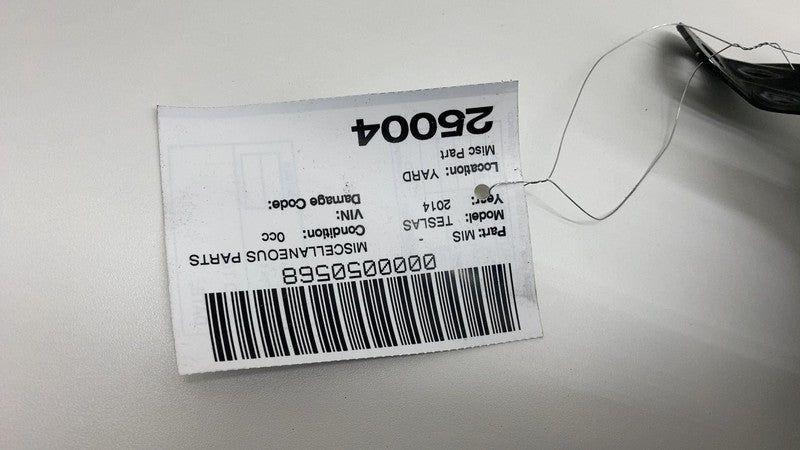 0000050568
Part: MIS - MISCELLANEOUS PARTS
Model: TESLAS Condition: 0cc
Year: 2014 VIN:
Damage Code:
Location: YARD
Misc Part
25004